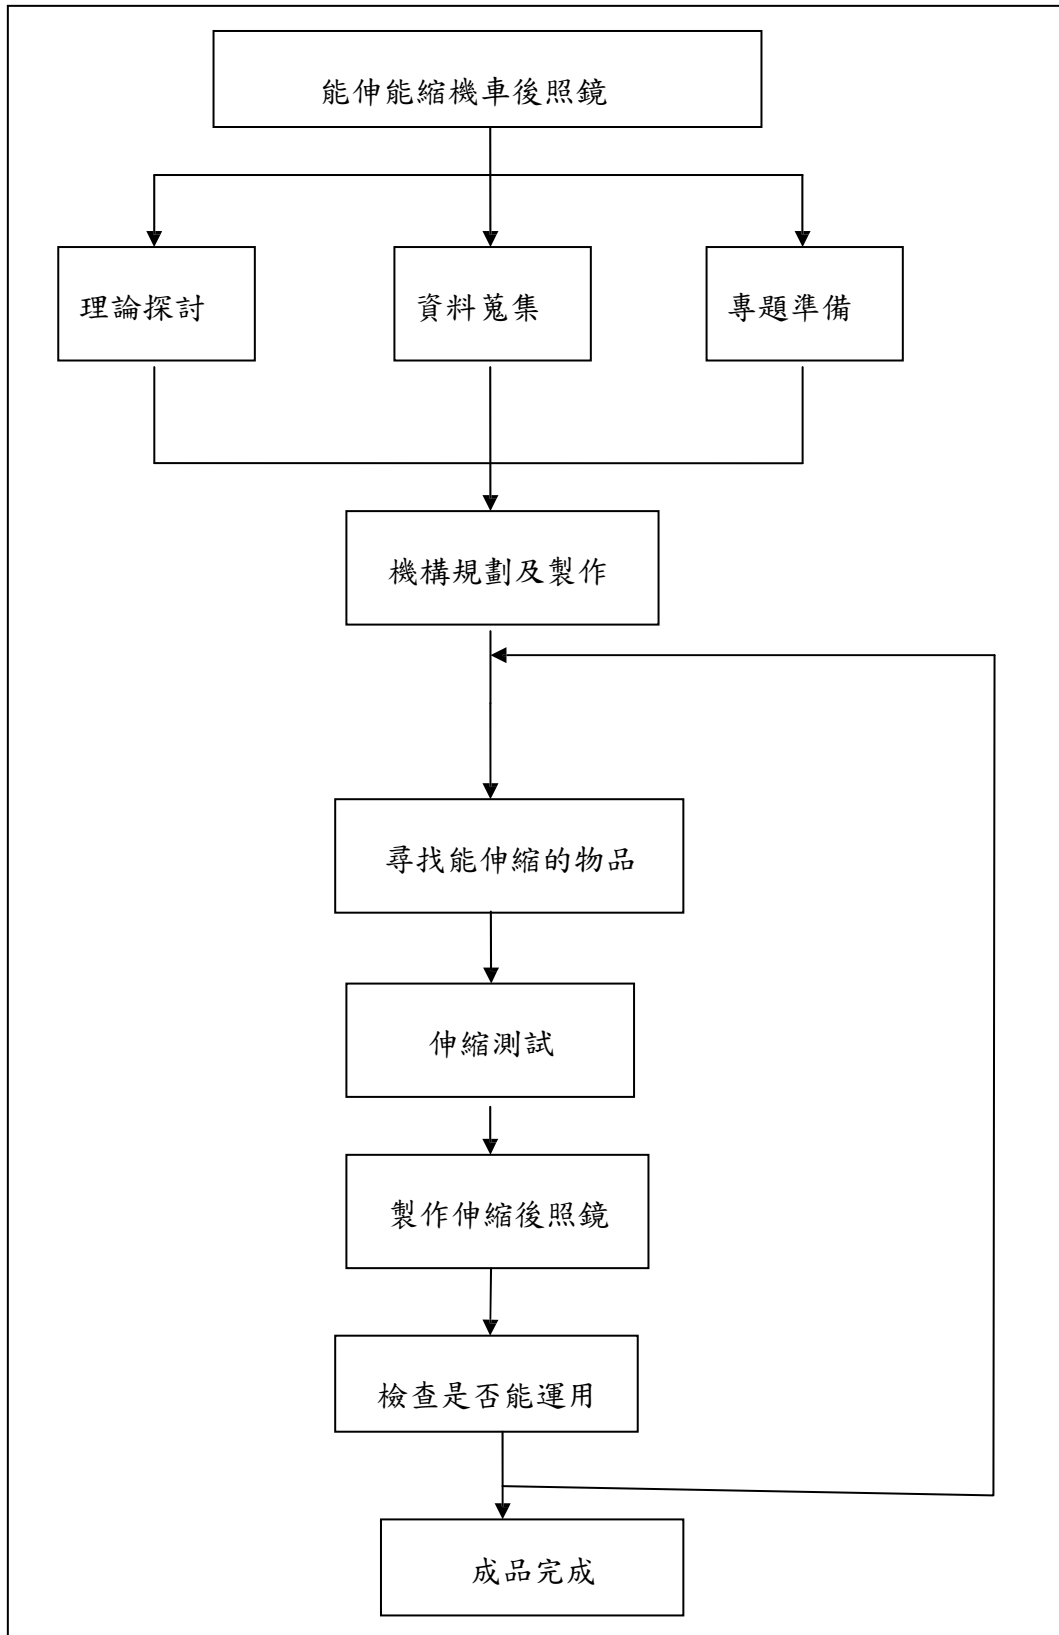 能伸能縮機車後照鏡
理論探討
資料蒐集
專題準備
機構規劃及製作
尋找能伸縮的物品
伸縮測試
製作伸縮後照鏡
檢查是否能運用
成品完成